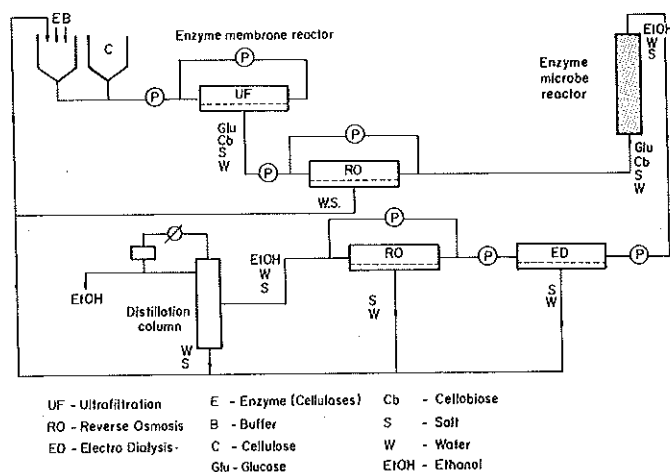 EB
C
Enzyme membrane reactor
P
P
UF
Glu
Cb
S
W
P
P
RO
W.S.
EtOH
W
S
Enzyme
microbe
reactor
Glu
Cb
S
W
P
RO
P
ED
P
EtOH
W
S
EtOH
Distillation
column
W
S
S
W
S
W
UF - Ultrafiltration
RO - Reverse Osmosis
ED - Electro Dialysis
E - Enzyme (Cellulases)
B - Buffer
C - Cellulose
Glu - Glucose
Cb - Cellobiose
S - Salt
W - Water
EtOH - Ethanol